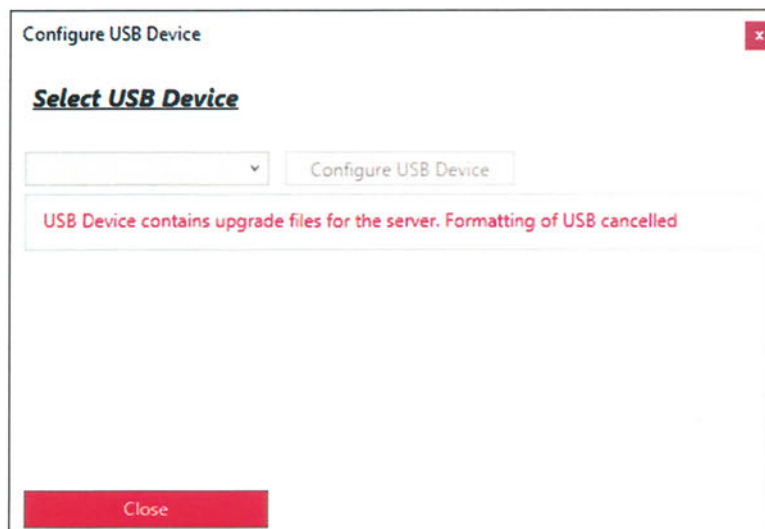 Configure USB Device
x
Select USB Device
Configure USB Device
USB Device contains upgrade files for the server. Formatting of USB cancelled
Close